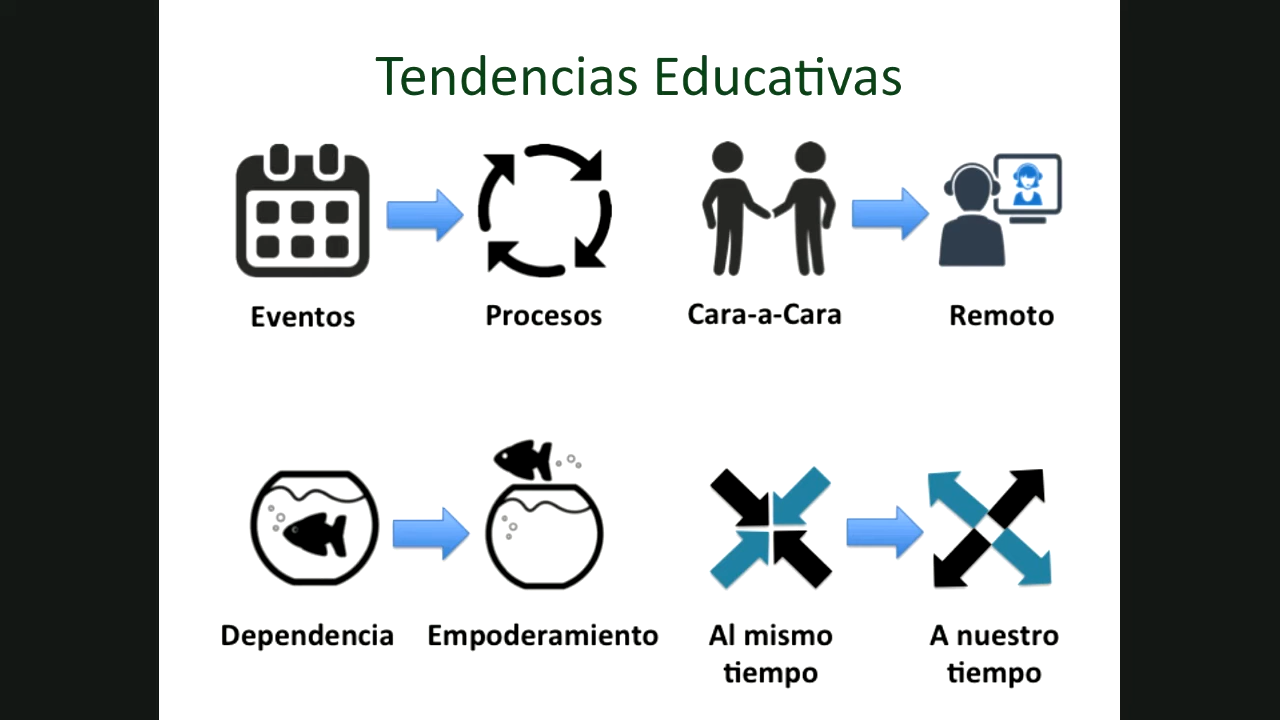 Tendencias Educativas
Eventos
Procesos
Cara-a-Cara
Remoto
Dependencia
Empoderamiento
Al mismo
tiempo
A nuestro
tiempo